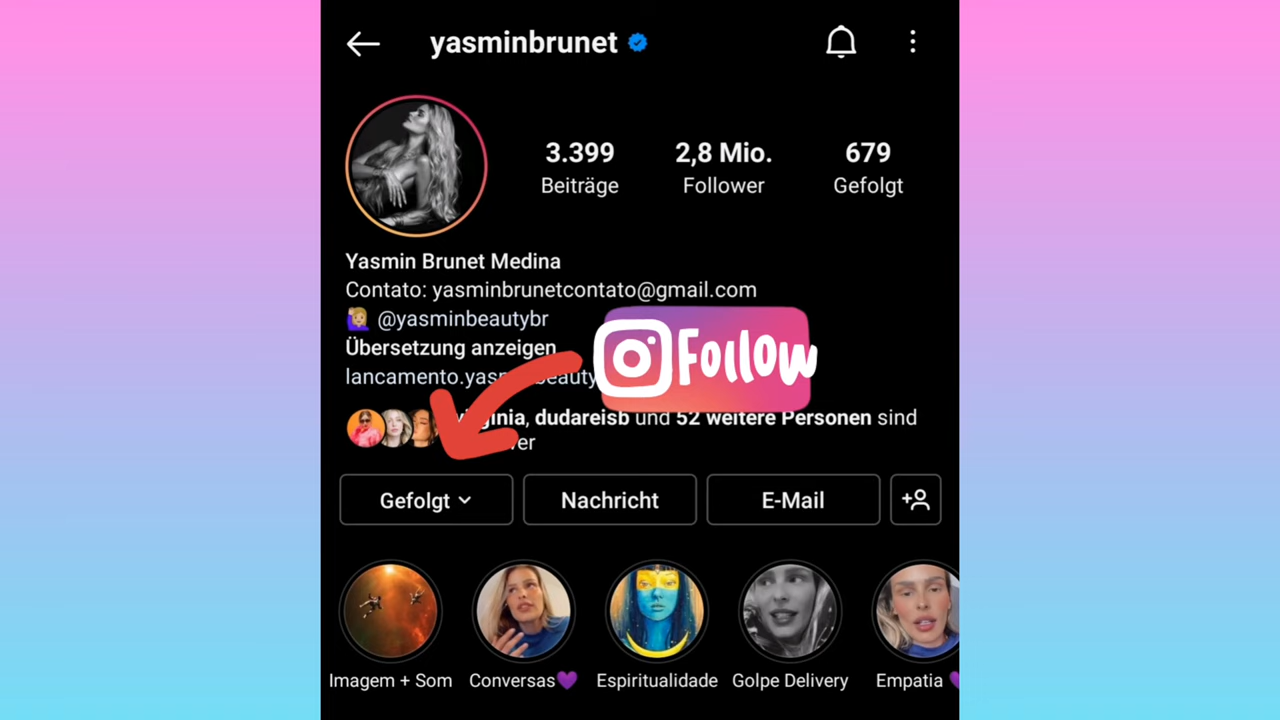 yasminbrunet
3.399
2,8 Mio.
679
Beiträge
Follower
Gefolgt
Yasmin Brunet Medina
Contato: yasminbrunetcontato@gmail.com
@yasminbeautybr
Übersetzung anzeigen
Follow
dudareisb und 52 weitere Personen sind
Gefolgt
Nachricht
E-Mail
Imagem + Som
Conversas💜
Espiritualidade
Golpe Delivery
Empatia